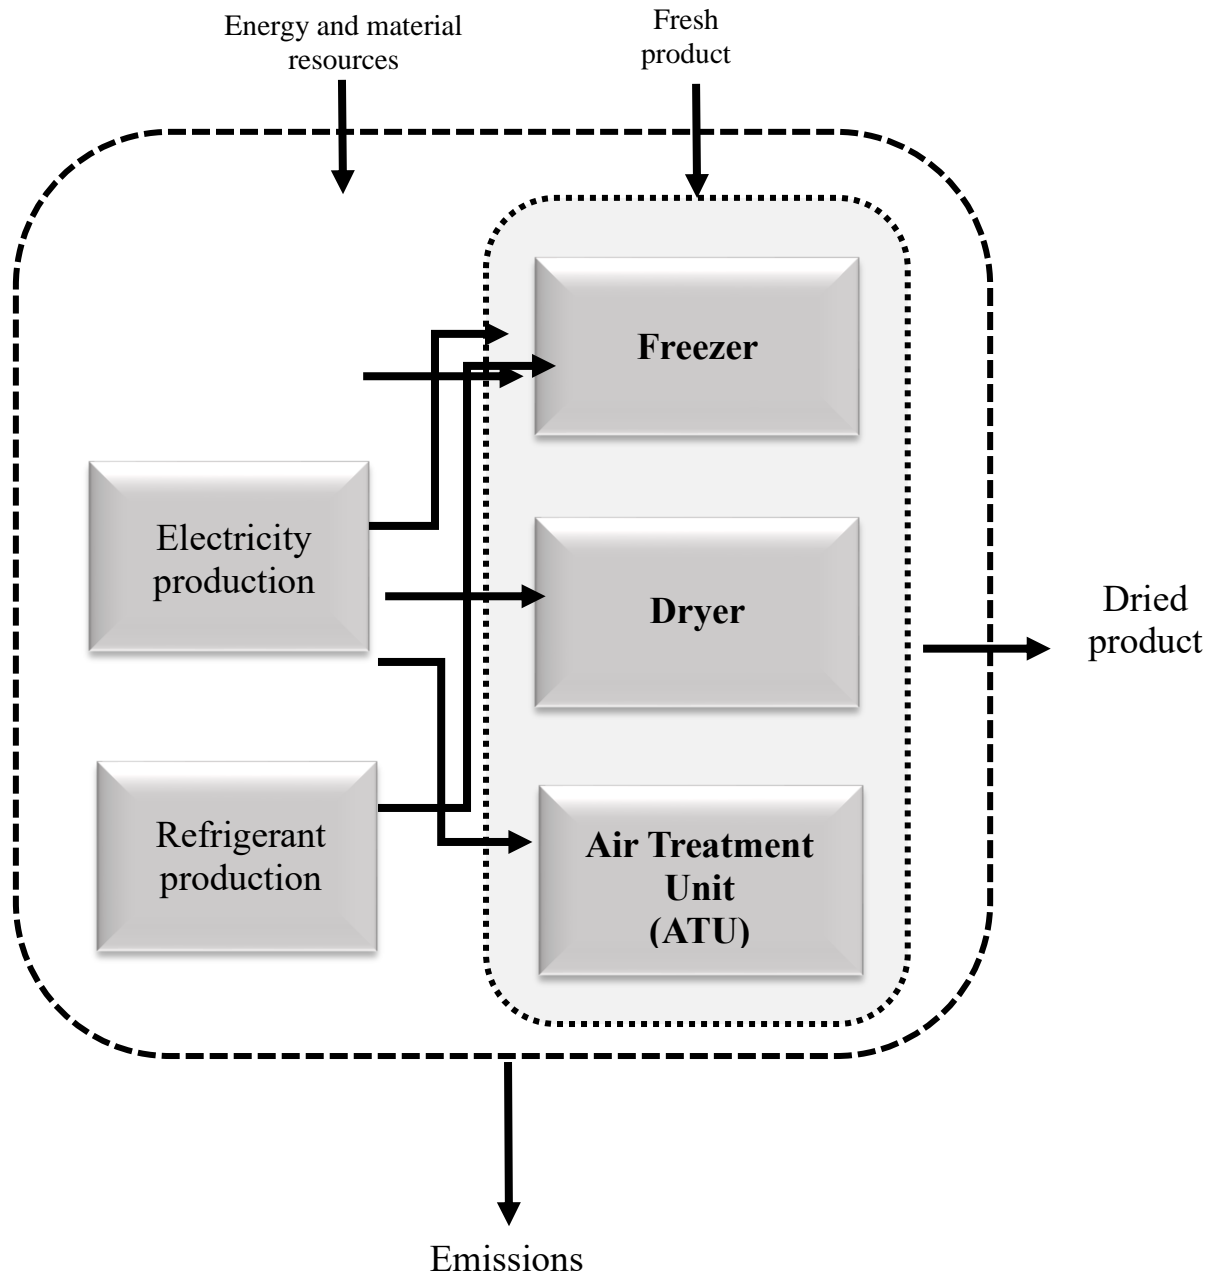 Energy and material
resources
Fresh
product
Freezer
Electricity
production
Dryer
Dried
product
Refrigerant
production
Air Treatment
Unit
(ATU)
Emissions